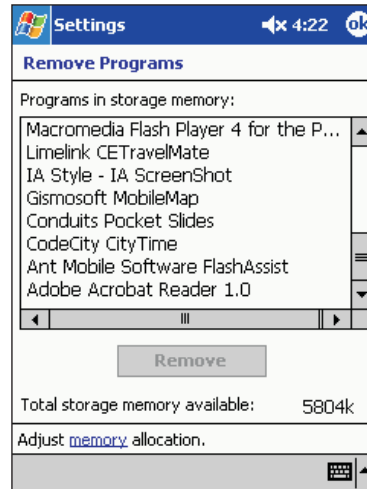 Settings 4:22 ok
Remove Programs
Programs in storage memory:
Macromedia Flash Player 4 for the P...
Limelink CETravelMate
IA Style - IA ScreenShot
Gismosoft MobileMap
Conduits Pocket Slides
CodeCity CityTime
Ant Mobile Software FlashAssist
Adobe Acrobat Reader 1.0
Remove
Total storage memory available: 5804k
Adjust memory allocation.